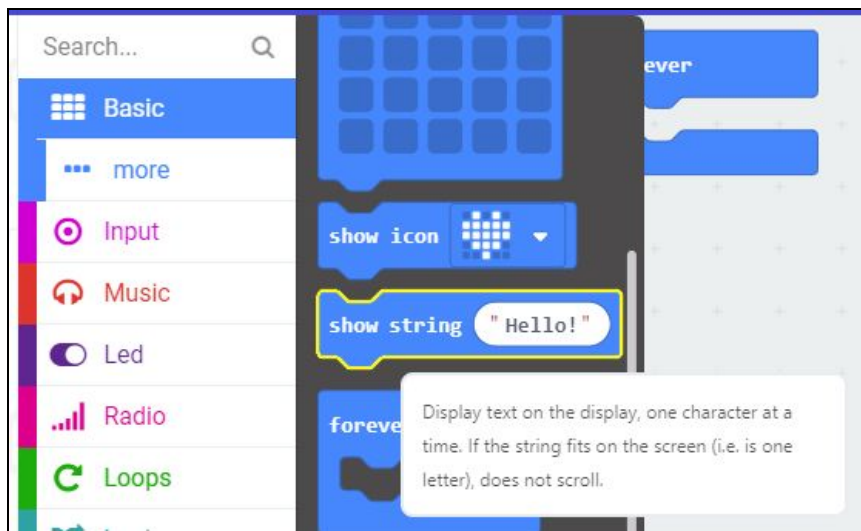 Search...
Basic
more
Input
Music
Led
Radio
Loops
ever
show icon
show string "Hello!"
foreve
Display text on the display, one character at a
time. If the string fits on the screen (i.e. is one
letter), does not scroll.